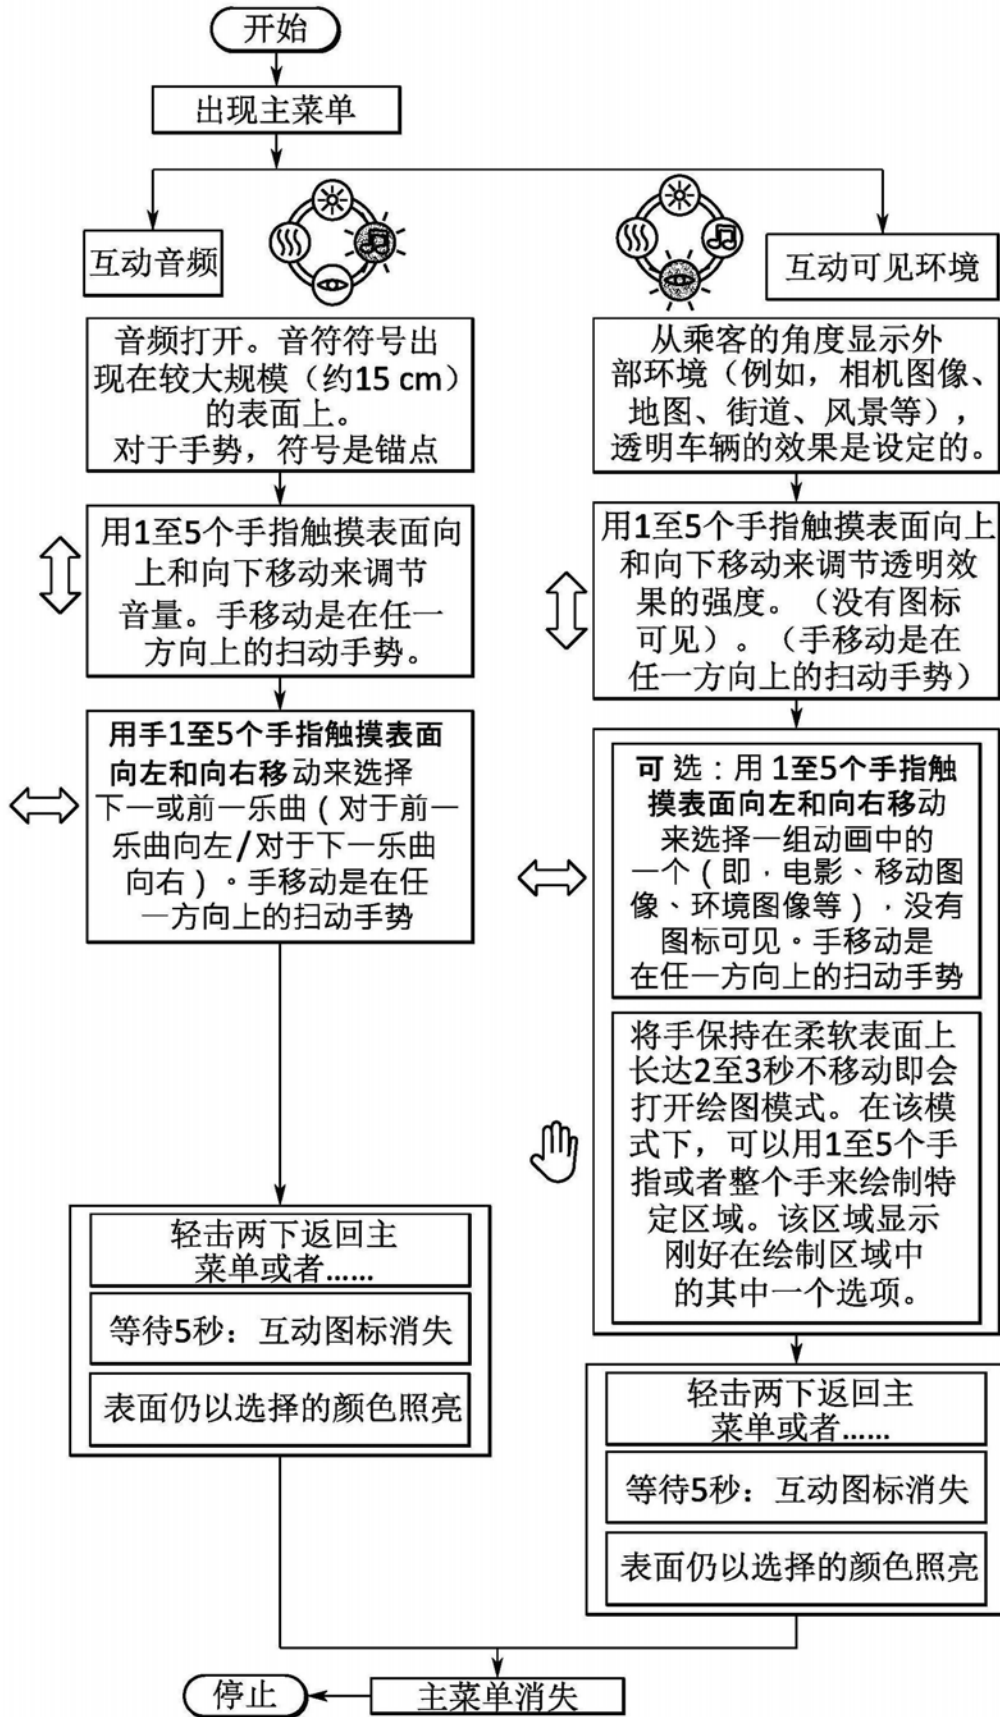 开始
出现主菜单
互动音频
互动可见环境
音频打开。音符符号出
现在较大规模（约15 cm）
的表面上。
对于手势，符号是锚点
用1至5个手指触摸表面向
上和向下移动来调节
音量。手移动是在任一
方向上的扫动手势。
用手1至5个手指触摸表面
向左和向右移动来选择
下一或前一乐曲（对于前一
乐曲向左/对于下一乐曲
向右）。手移动是在任
一方向上的扫动手势
轻击两下返回主
菜单或者……
等待5秒：互动图标消失
表面仍以选择的颜色照亮
从乘客的角度显示外
部环境（例如，相机图像、
地图、街道、风景等），
透明车辆的效果是设定的。
用1至5个手指触摸表面向上
和向下移动来调节透明效
果的强度。（没有图标
可见）。（手移动是在
任一方向上的扫动手势）
可选：用1至5个手指触
摸表面向左和向右移动
来选择一组动画中的
一个（即，电影、移动图
像、环境图像等），没有
图标可见。手移动是
在任一方向上的扫动手势
将手保持在柔软表面上
长达2至3秒不移动即会
打开绘图模式。在该模
式下，可以用1至5个手
指或者整个手来绘制特
定区域。该区域显示
刚好在绘制区域中
的其中一个选项。
轻击两下返回主
菜单或者……
等待5秒：互动图标消失
表面仍以选择的颜色照亮
主菜单消失
停止